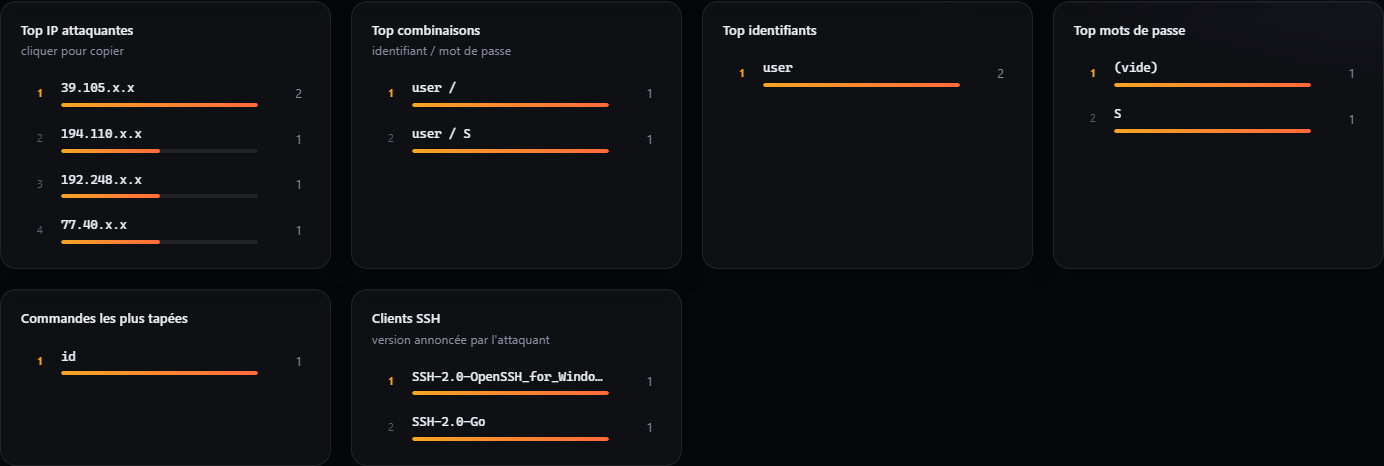 Top IP attaquantes
cliquer pour copier
1 39.105.x.x 2
2 194.110.x.x 1
3 192.248.x.x 1
4 77.40.x.x 1
Top combinaisons
identifiant / mot de passe
1 user / 1
2 user / S 1
Top identifiants
1 user 2
Top mots de passe
1 (vide) 1
2 S 1
Commandes les plus tapées
1 id 1
Clients SSH
version annoncée par l'attaquant
1 SSH-2.0-OpenSSH_for_Windo… 1
2 SSH-2.0-Go 1